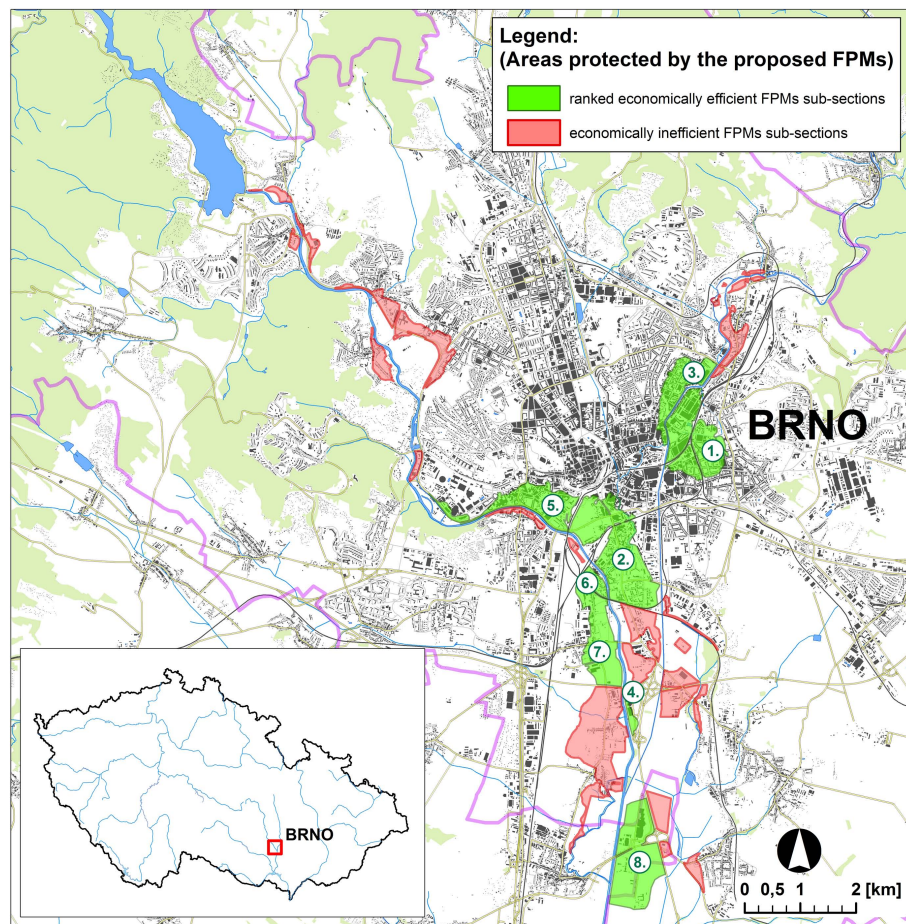 Legend:
(Areas protected by the proposed FPMs)
ranked economically efficient FPMs sub-sections
economically inefficient FPMs sub-sections
3.
BRNO
1.
5.
2.
6.
7.
4.
BRNO
8.
0 0,5 1 2 [km]